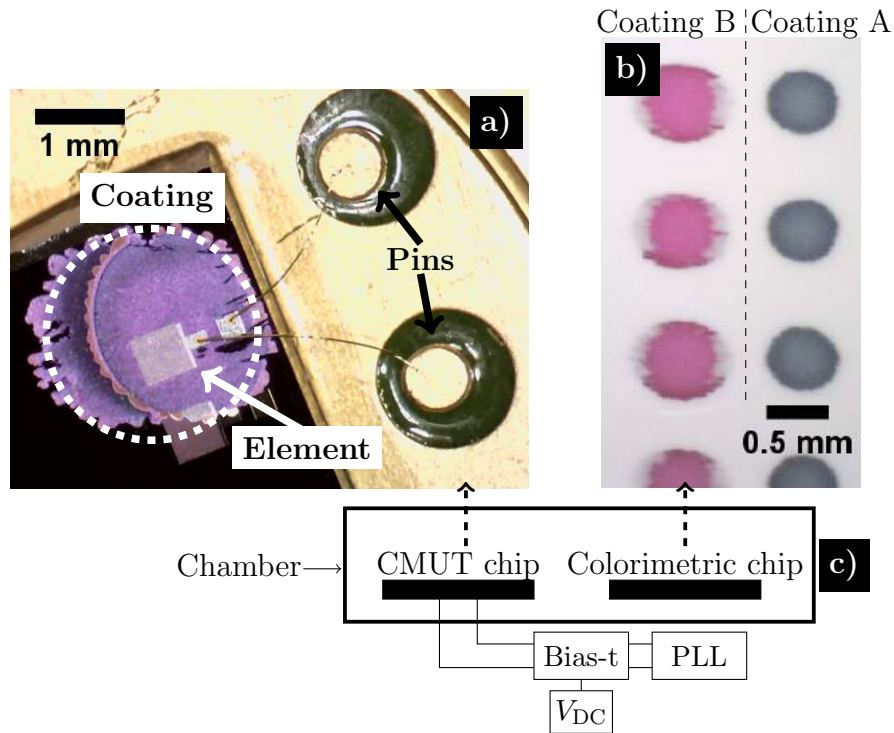 Coating B
Coating A
b)
a)
1 mm
Coating
Pins
Element
0.5 mm
Chamber
CMUT chip
Colorimetric chip
c)
Bias-t
PLL
V_DC